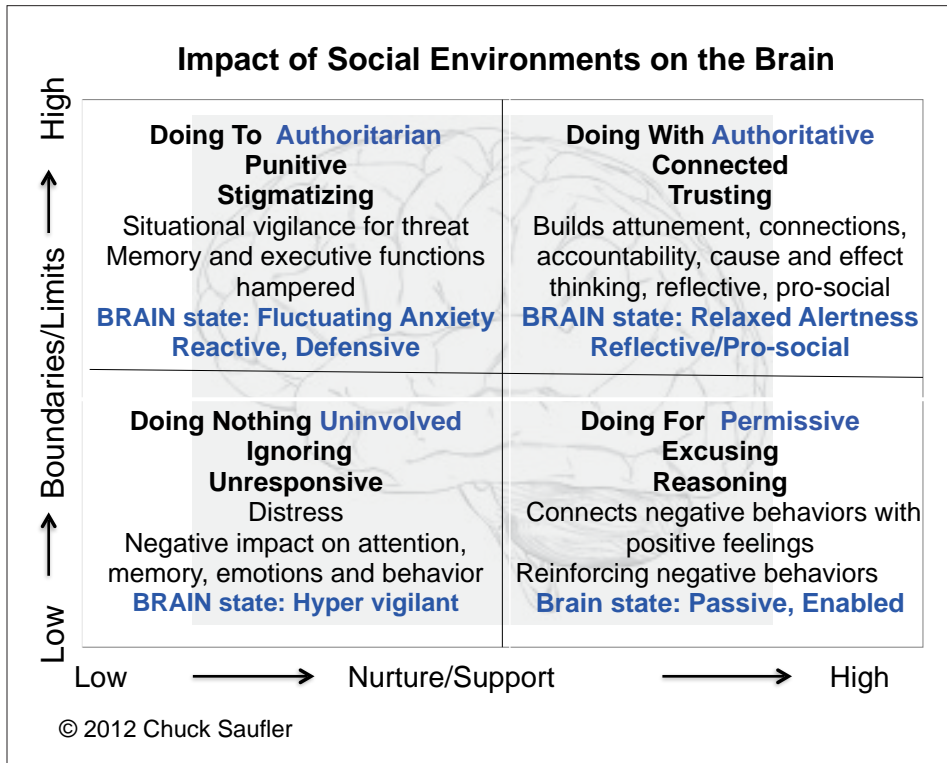 Impact of Social Environments on the Brain
Low → Boundaries/Limits → High
Doing To Authoritarian
Punitive
Stigmatizing
Situational vigilance for threat
Memory and executive functions
hampered
BRAIN state: Fluctuating Anxiety
Reactive, Defensive
Doing With Authoritative
Connected
Trusting
Builds attunement, connections,
accountability, cause and effect
thinking, reflective, pro-social
BRAIN state: Relaxed Alertness
Reflective/Pro-social
Doing Nothing Uninvolved
Ignoring
Unresponsive
Distress
Negative impact on attention,
memory, emotions and behavior
BRAIN state: Hyper vigilant
Doing For Permissive
Excusing
Reasoning
Connects negative behaviors with
positive feelings
Reinforcing negative behaviors
Brain state: Passive, Enabled
Low → Nurture/Support → High
© 2012 Chuck Saufler